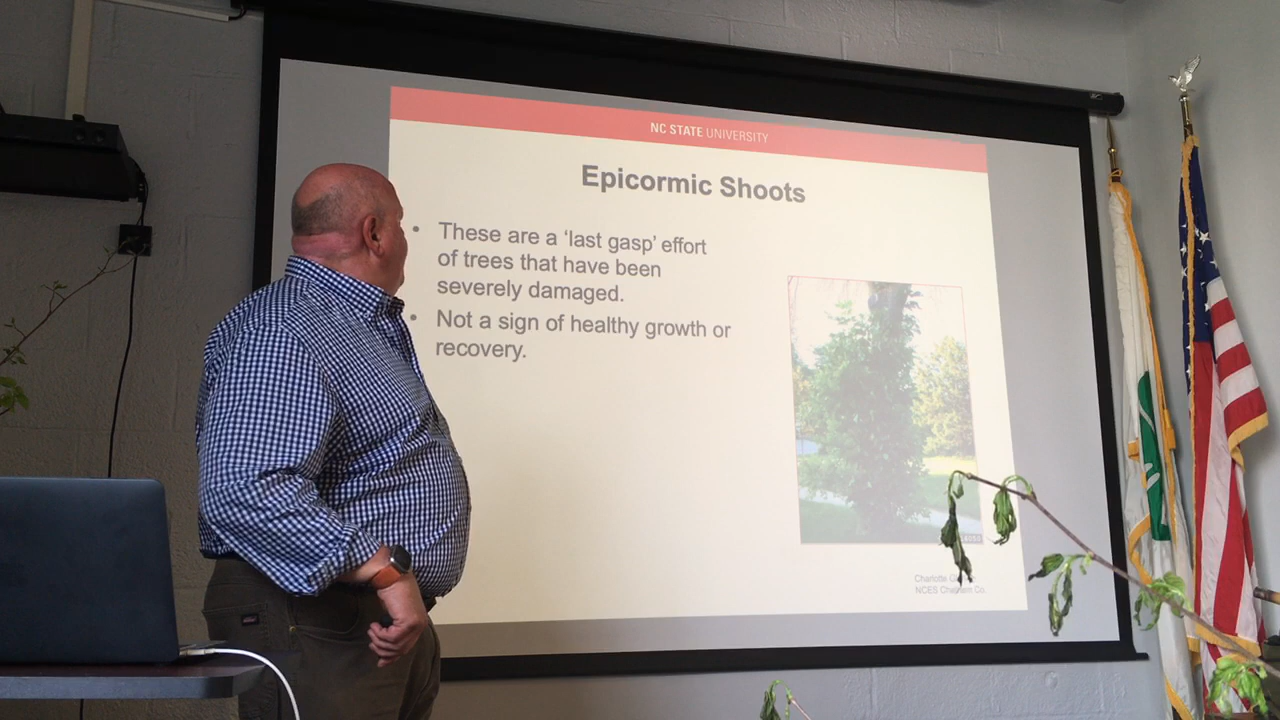 NC STATE UNIVERSITY
Epicormic Shoots
• These are a ‘last gasp’ effort
of trees that have been
severely damaged.
• Not a sign of healthy growth or
recovery.
Charlotte
NCES Chatham Co.